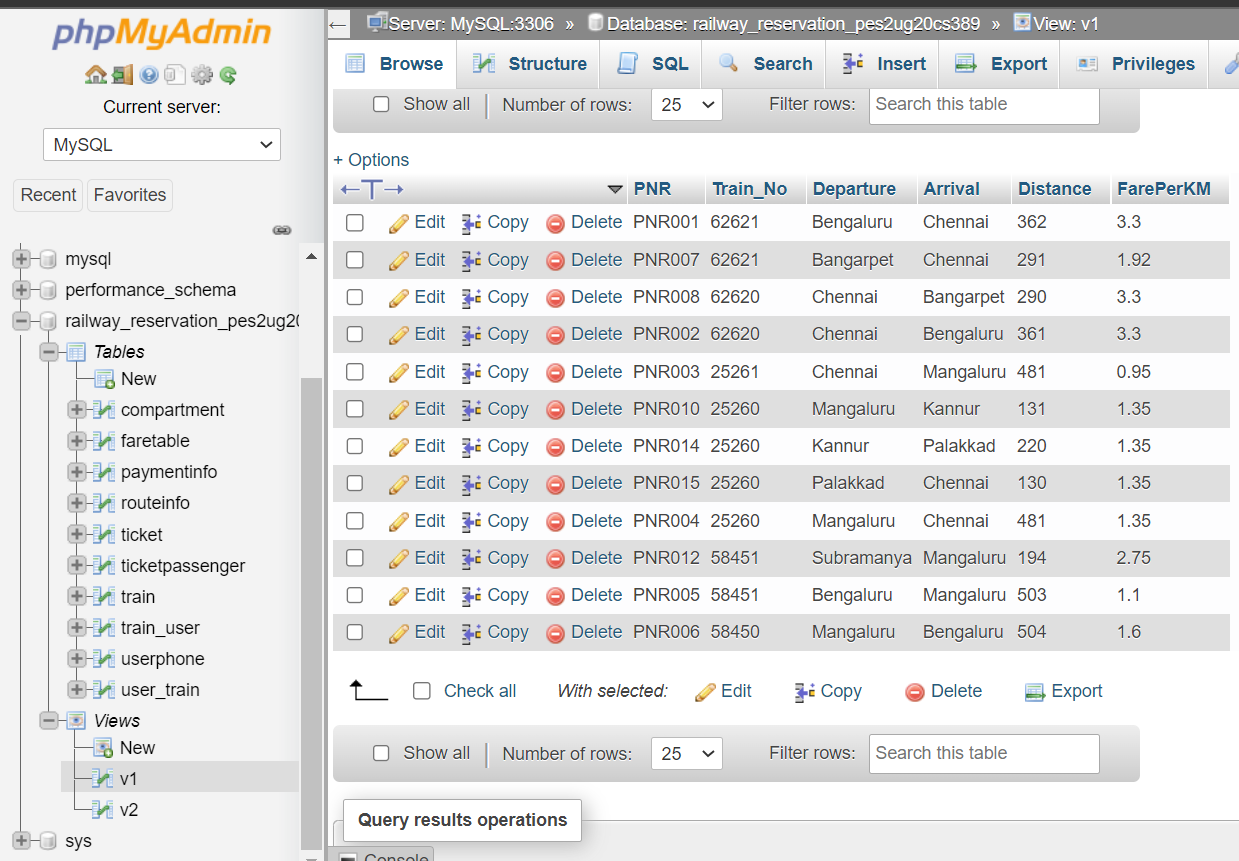 phpMyAdmin
Current server:
MySQL
Recent Favorites
mysql
performance_schema
railway_reservation_pes2ug20
Tables
New
compartment
faretable
paymentinfo
routeinfo
ticket
ticketpassenger
train
train_user
userphone
user_train
Views
New
v1
v2
sys
← Server: MySQL:3306 » Database: railway_reservation_pes2ug20cs389 » View: v1
Browse Structure SQL Search Insert Export Privileges
Show all | Number of rows: 25 Filter rows: Search this table
+ Options
←T→ PNR Train_No Departure Arrival Distance FarePerKM
Edit Copy Delete PNR001 62621 Bengaluru Chennai 362 3.3
Edit Copy Delete PNR007 62621 Bangarpet Chennai 291 1.92
Edit Copy Delete PNR008 62620 Chennai Bangarpet 290 3.3
Edit Copy Delete PNR002 62620 Chennai Bengaluru 361 3.3
Edit Copy Delete PNR003 25261 Chennai Mangaluru 481 0.95
Edit Copy Delete PNR010 25260 Mangaluru Kannur 131 1.35
Edit Copy Delete PNR014 25260 Kannur Palakkad 220 1.35
Edit Copy Delete PNR015 25260 Palakkad Chennai 130 1.35
Edit Copy Delete PNR004 25260 Mangaluru Chennai 481 1.35
Edit Copy Delete PNR012 58451 Subramanya Mangaluru 194 2.75
Edit Copy Delete PNR005 58451 Bengaluru Mangaluru 503 1.1
Edit Copy Delete PNR006 58450 Mangaluru Bengaluru 504 1.6
Check all With selected: Edit Copy Delete Export
Show all | Number of rows: 25 Filter rows: Search this table
Query results operations
Console